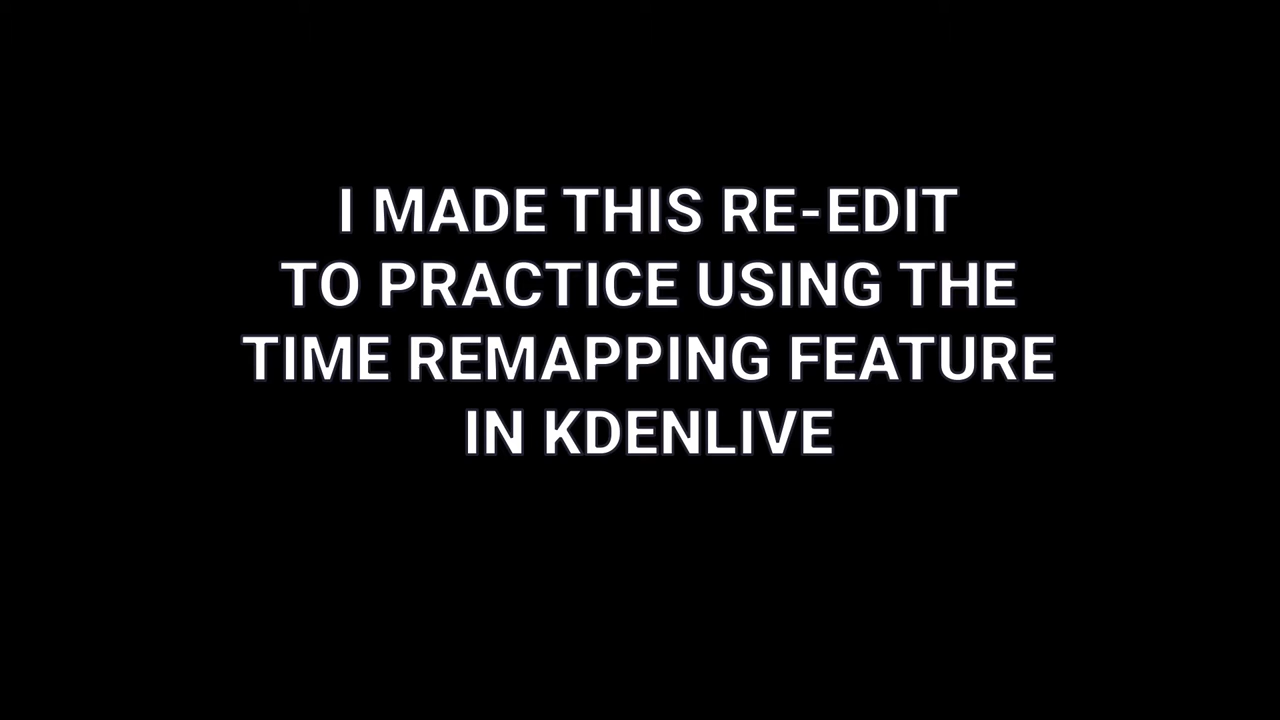 I MADE THIS RE-EDIT
TO PRACTICE USING THE
TIME REMAPPING FEATURE
IN KDENLIVE